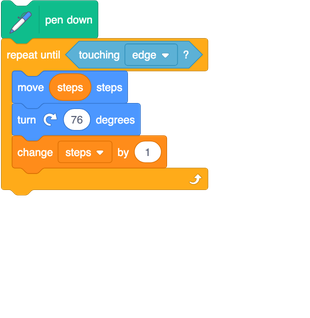 pen down
repeat until touching edge ?
move steps steps
turn 76 degrees
change steps by 1